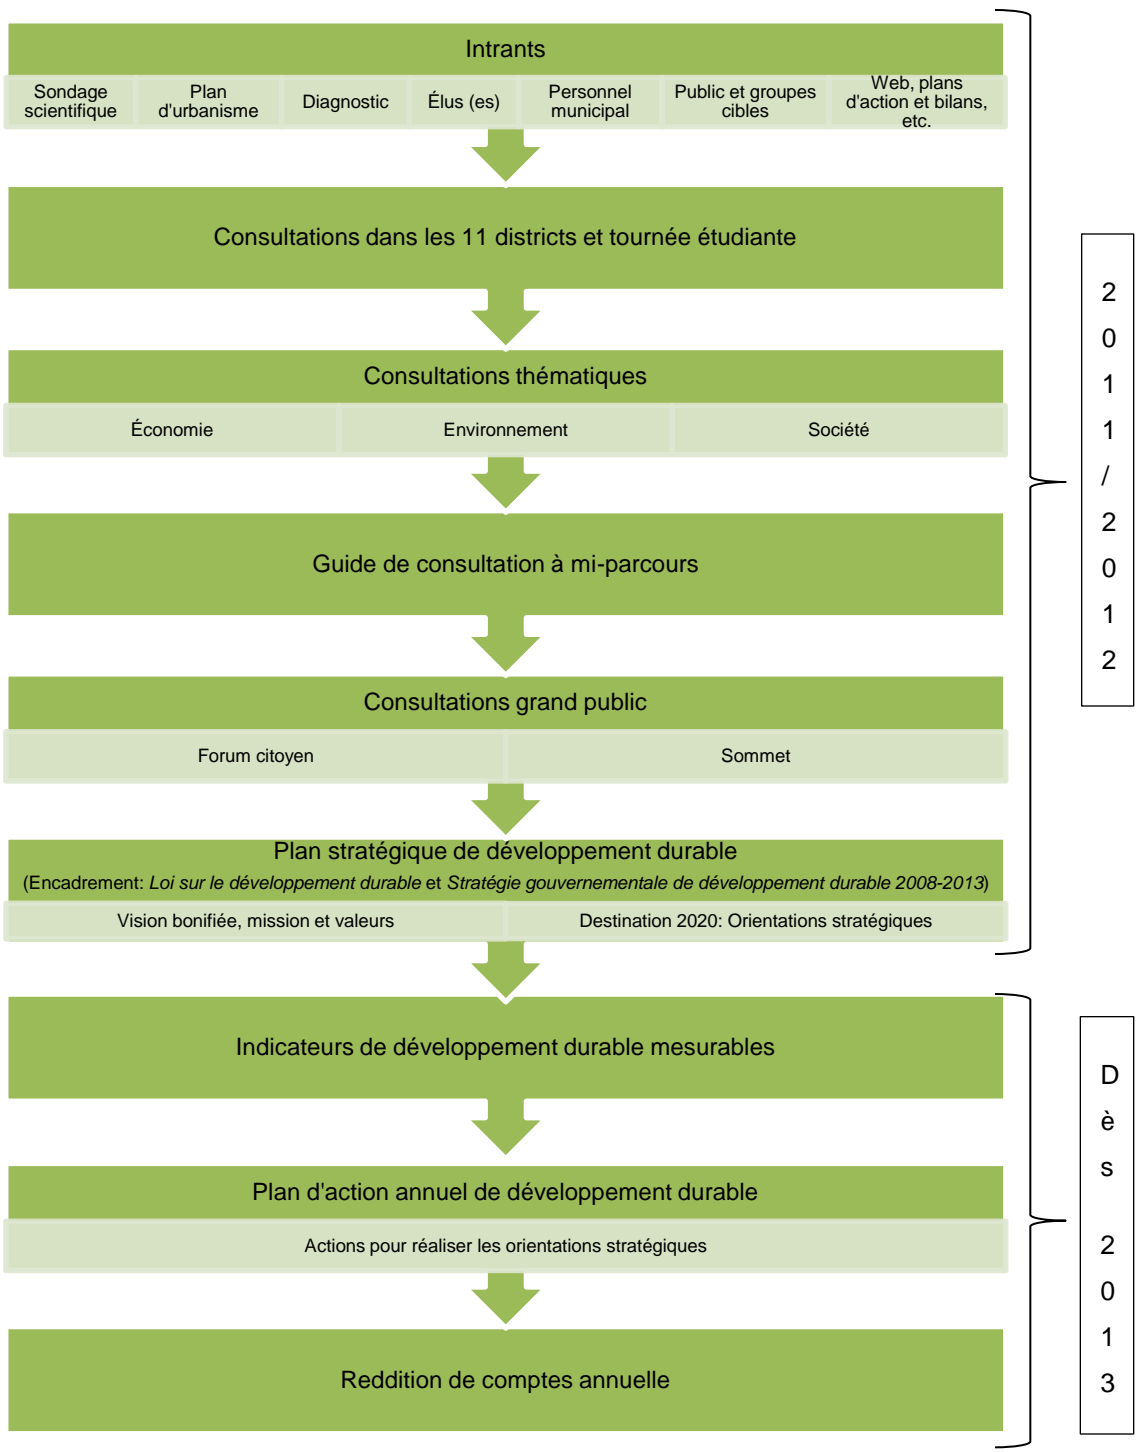 Intrants
Sondage
scientifique
Plan
d'urbanisme
Diagnostic
Élus (es)
Personnel
municipal
Public et groupes
cibles
Web, plans
d'action et bilans,
etc.
Consultations dans les 11 districts et tournée étudiante
Consultations thématiques
Économie
Environnement
Société
Guide de consultation à mi-parcours
Consultations grand public
Forum citoyen
Sommet
Plan stratégique de développement durable
(Encadrement: Loi sur le développement durable et Stratégie gouvernementale de développement durable 2008-2013)
Vision bonifiée, mission et valeurs
Destination 2020: Orientations stratégiques
2
0
1
1
/
2
0
1
2
Indicateurs de développement durable mesurables
Plan d'action annuel de développement durable
Actions pour réaliser les orientations stratégiques
Reddition de comptes annuelle
D
è
s
2
0
1
3